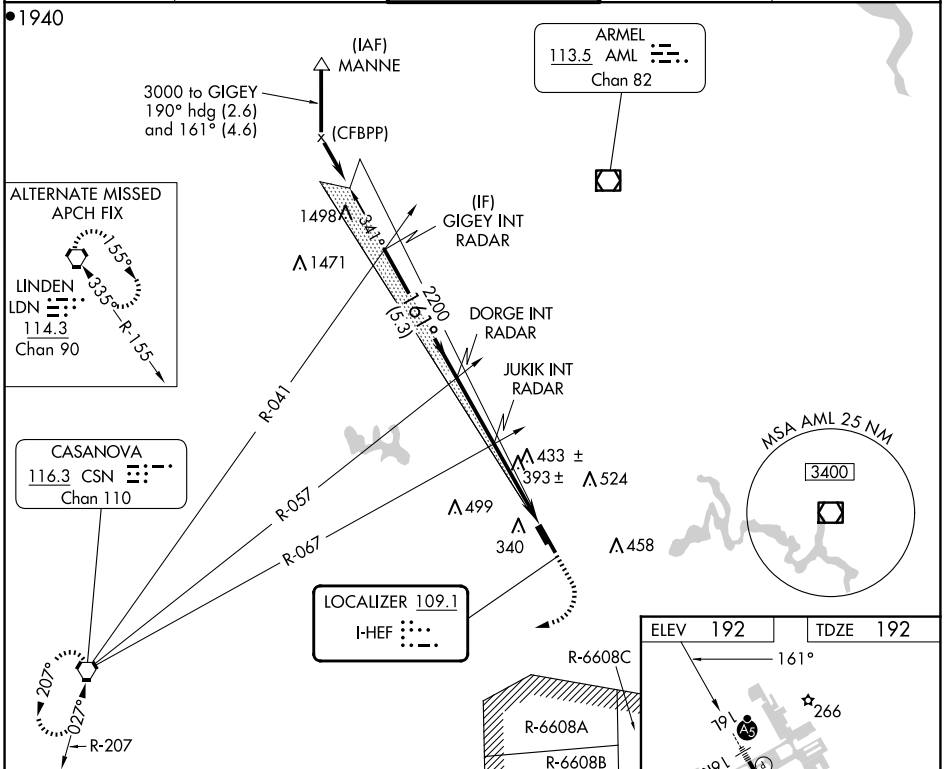 1940
(IAF)
MANNE
3000 to GIGEY
190° hdg (2.6)
and 161° (4.6)
(CFBPP)
ARMEL
113.5 AML
Chan 82
ALTERNATE MISSED
APCH FIX
155°
LINDEN
LDN
114.3
Chan 90
335°
R-155
1498
1471
341°
(IF)
GIGEY INT
RADAR
2200
161°
(5.3)
DORGE INT
RADAR
JUKIK INT
RADAR
R-041
R-057
R-067
CASANOVA
116.3 CSN
Chan 110
433 ±
393 ±
524
499
340
458
MSA AML 25 NM
3400
LOCALIZER 109.1
I-HEF
207°
027°
R-207
R-6608C
R-6608A
R-6608B
ELEV 192
TDZE 192
161°
266
16L
A5
16R
P